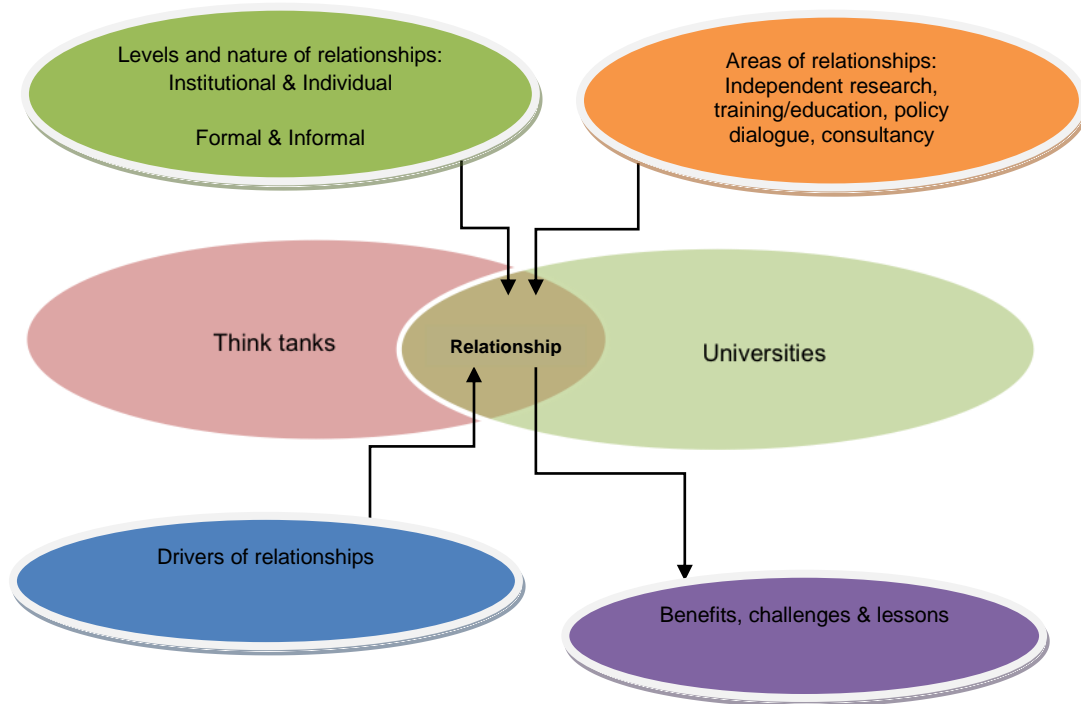 Levels and nature of relationships:
Institutional & Individual
Formal & Informal
Areas of relationships:
Independent research,
training/education, policy
dialogue, consultancy
Think tanks
Relationship
Universities
Drivers of relationships
Benefits, challenges & lessons